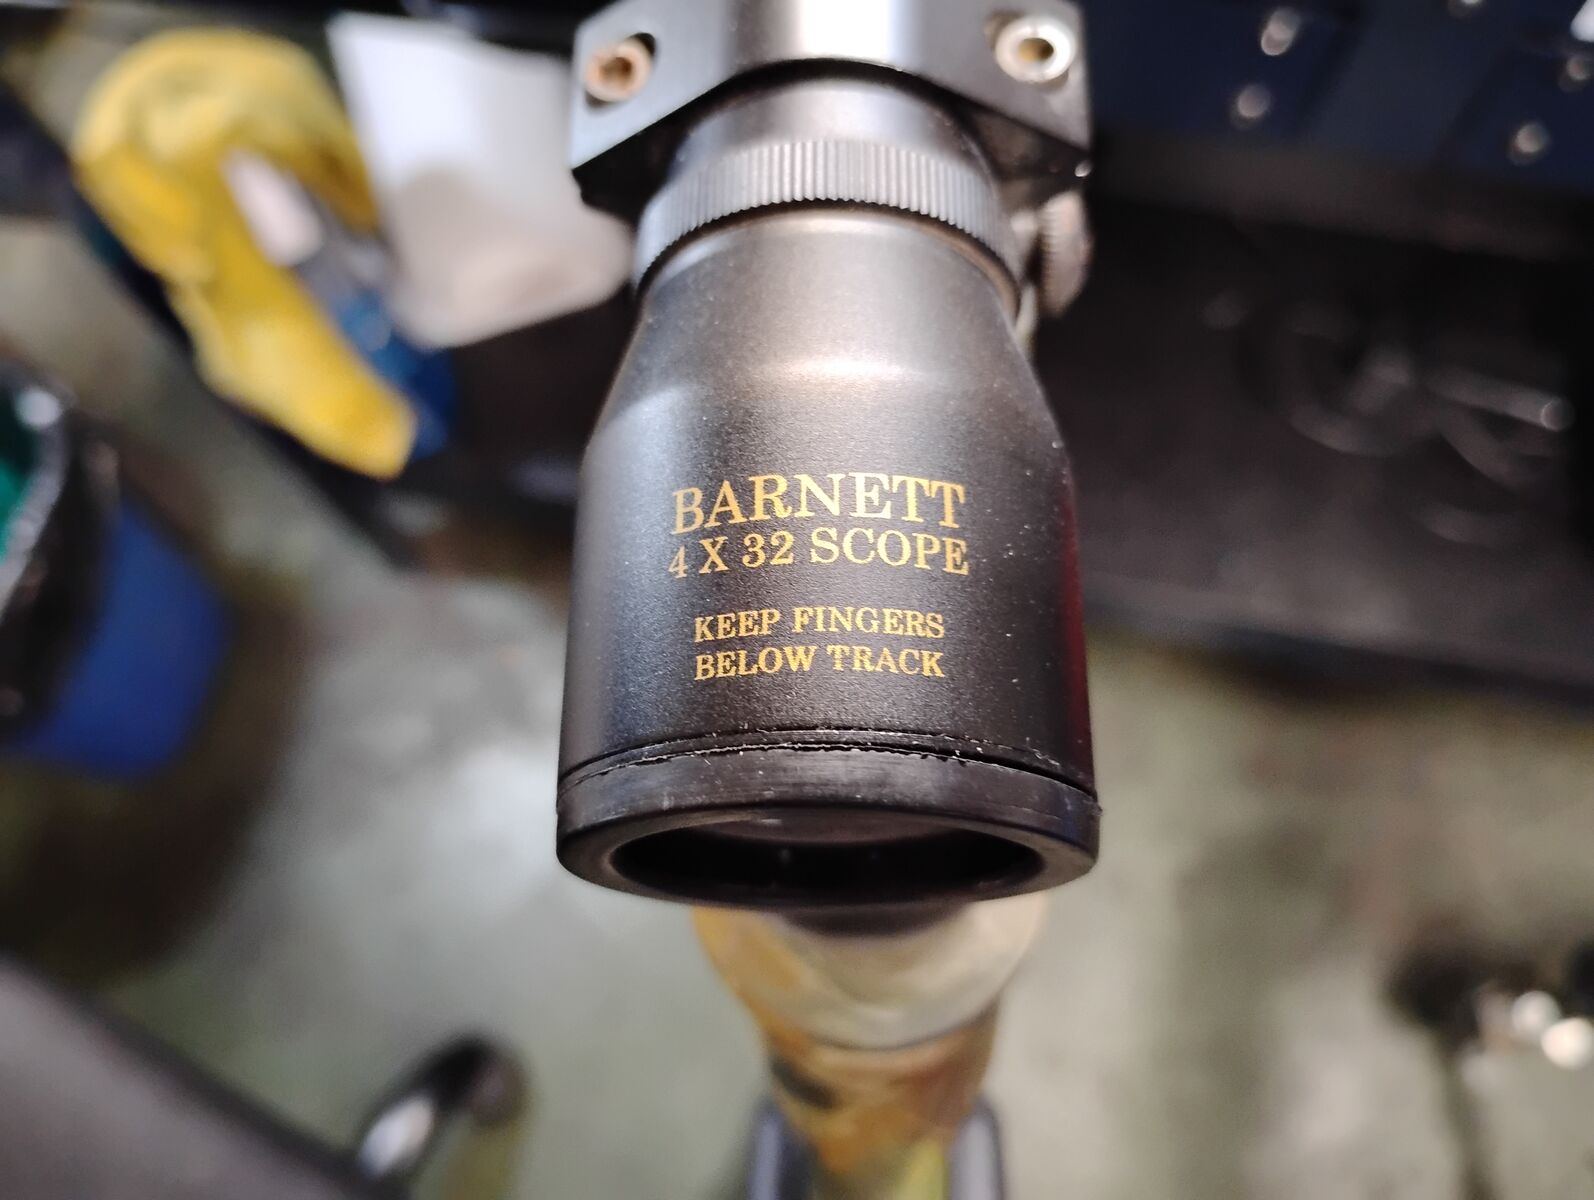 BARNETT
4 X 32 SCOPE
KEEP FINGERS
BELOW TRACK